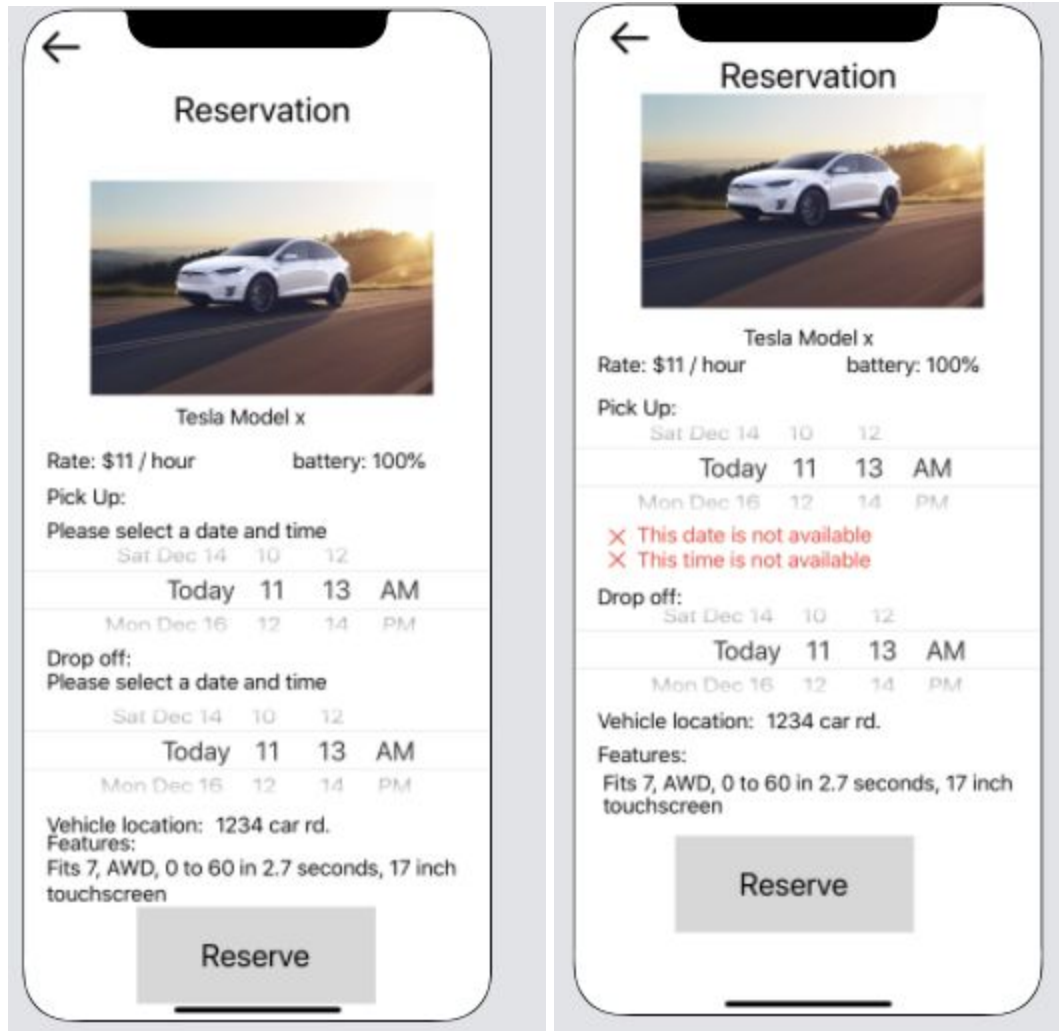 Reservation
Tesla Model x
Rate: $11 / hour battery: 100%
Pick Up:
Please select a date and time
Sat Dec 14 10 12
Today 11 13 AM
Mon Dec 16 12 14 PM
Drop off:
Please select a date and time
Sat Dec 14 10 12
Today 11 13 AM
Mon Dec 16 12 14 PM
Vehicle location: 1234 car rd.
Features:
Fits 7, AWD, 0 to 60 in 2.7 seconds, 17 inch
touchscreen
Reserve
Reservation
Tesla Model x
Rate: $11 / hour battery: 100%
Pick Up:
Sat Dec 14 10 12
Today 11 13 AM
Mon Dec 16 12 14 PM
This date is not available
This time is not available
Drop off:
Sat Dec 14 10 12
Today 11 13 AM
Mon Dec 16 12 14 PM
Vehicle location: 1234 car rd.
Features:
Fits 7, AWD, 0 to 60 in 2.7 seconds, 17 inch
touchscreen
Reserve